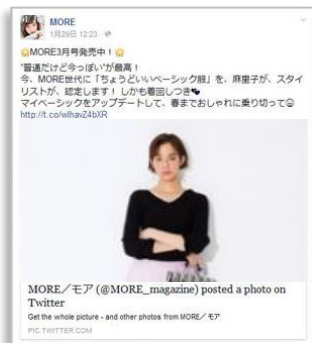 MORE
1月28日 12:23
💥MORE3月号発売中！💥
"普通だけど今っぽい"が最高！
今、MORE世代に「ちょうどいいベーシック服」を、麻里子が、スタイ
リストが、認定します！ しかも着回しつき
マイベーシックをアップデートして、春までおしゃれに乗り切って
http://t.co/wlhavZ4bXR
MORE／モア (@MORE_magazine) posted a photo on
Twitter
Get the whole picture - and other photos from MORE／モア
PIC.TWITTER.COM